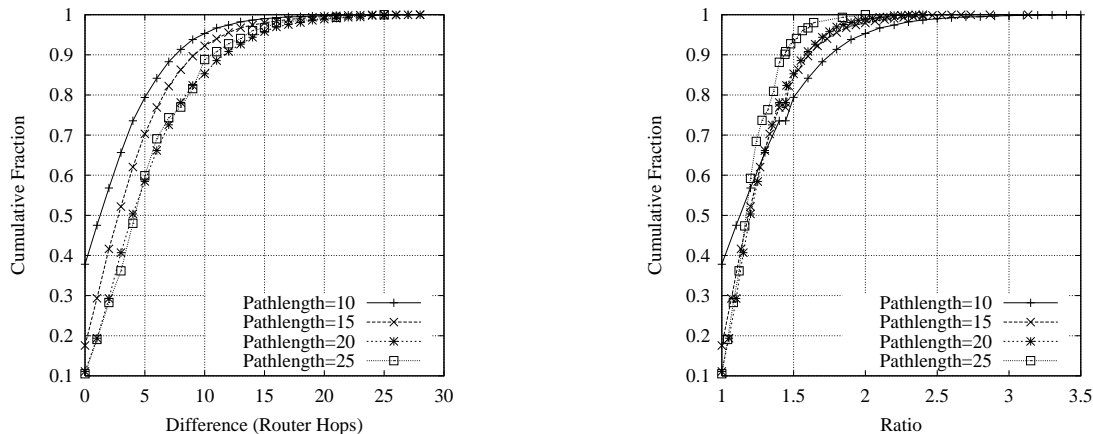 1
0.9
0.8
0.7
0.6
0.5
0.4
0.3
0.2
0.1
Cumulative Fraction
Pathlength=10
Pathlength=15
Pathlength=20
Pathlength=25
0 5 10 15 20 25 30
Difference (Router Hops)
1
0.9
0.8
0.7
0.6
0.5
0.4
0.3
0.2
0.1
Cumulative Fraction
Pathlength=10
Pathlength=15
Pathlength=20
Pathlength=25
1 1.5 2 2.5 3 3.5
Ratio